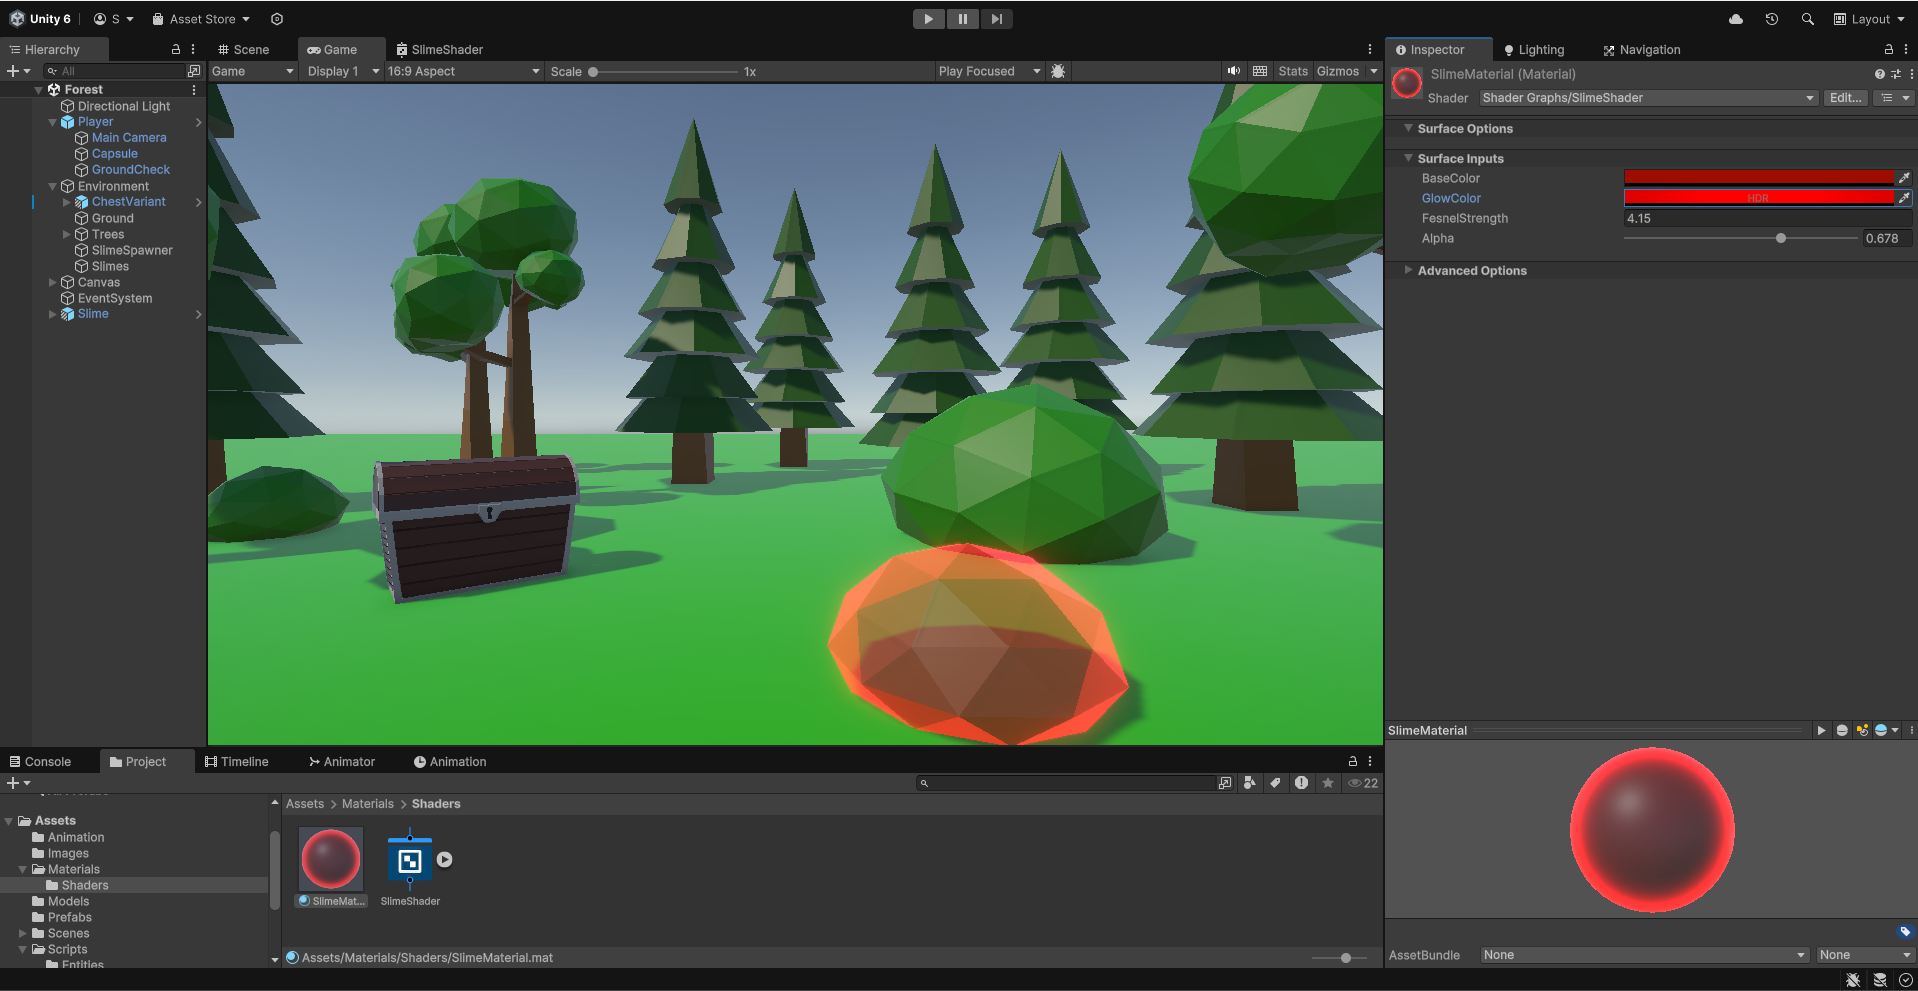 Unity 6
S
Asset Store
Layout
Hierarchy
Scene
Game
SlimeShader
Inspector
Lighting
Navigation
All
Game
Display 1
16:9 Aspect
Scale
1x
Play Focused
Stats
Gizmos
Forest
Directional Light
Player
Main Camera
Capsule
GroundCheck
Environment
ChestVariant
Ground
Trees
SlimeSpawner
Slimes
Canvas
EventSystem
Slime
SlimeMaterial (Material)
Shader
Shader Graphs/SlimeShader
Edit...
Surface Options
Surface Inputs
BaseColor
GlowColor
HDR
FesnelStrength
4.15
Alpha
0.678
Advanced Options
SlimeMaterial
AssetBundle
None
None
Console
Project
Timeline
Animator
Animation
22
Assets
Animation
Images
Materials
Shaders
Models
Prefabs
Scenes
Scripts
Entities
Assets > Materials > Shaders
SlimeMat...
SlimeShader
Assets/Materials/Shaders/SlimeMaterial.mat